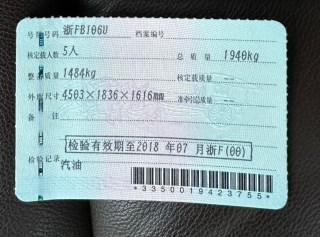 号牌号码 浙FB106U 档案编号
核定载人数 5人 总质量 1940kg
整备质量 1484kg 核定载质量 --
外廓尺寸 4503×1836×1616mm 准牵引总质量 --
备注
检验有效期至2018 年07 月浙F(00)
检验记录
汽油
*3350019423755*